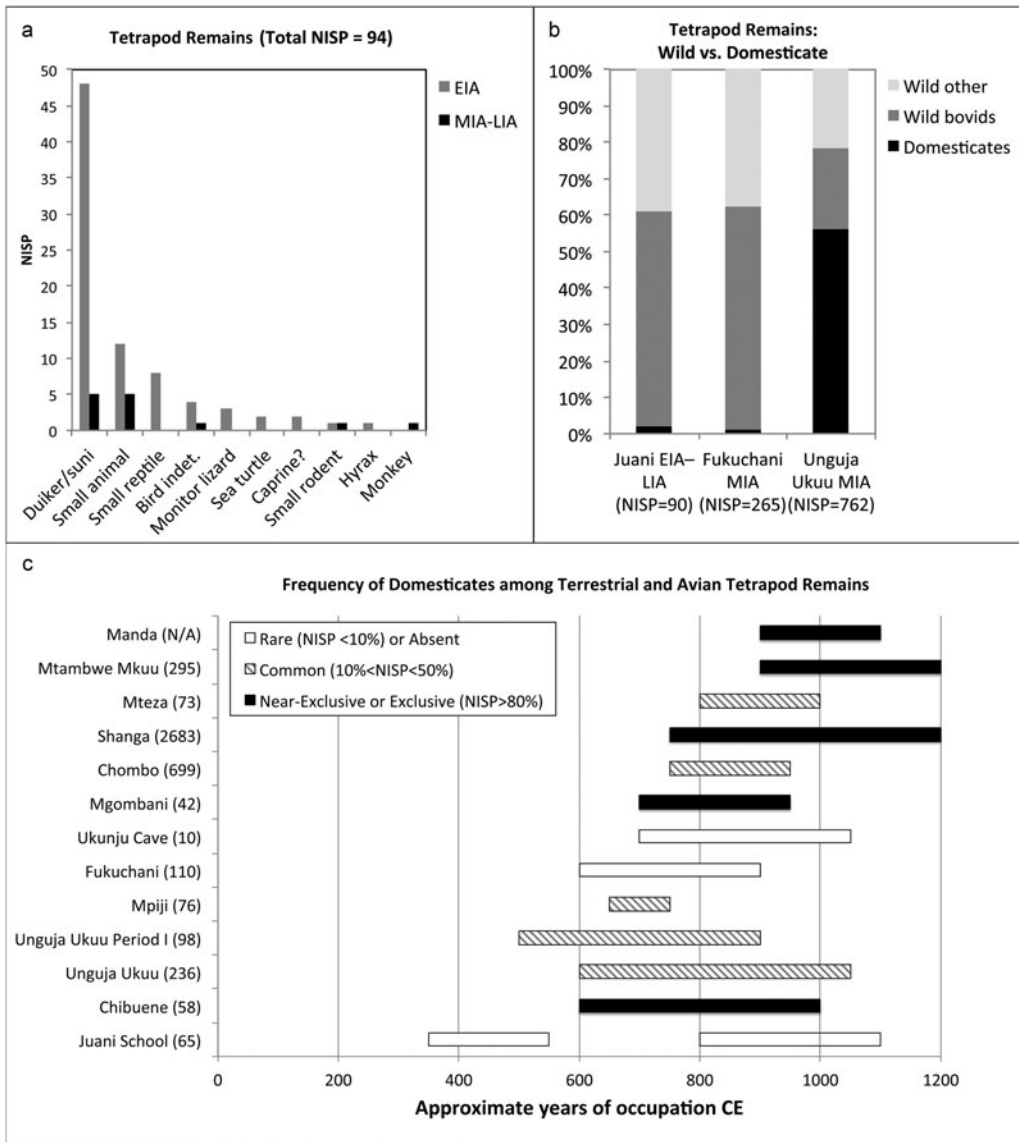 a
Tetrapod Remains (Total NISP = 94)
50
45
40
35
30
25
20
15
10
5
0
NISP
EIA
MIA-LIA
Duiker/suni
Small animal
Small reptile
Bird indet.
Monitor lizard
Sea turtle
Caprine?
Small rodent
Hyrax
Monkey
b
Tetrapod Remains:
Wild vs. Domesticate
100%
90%
80%
70%
60%
50%
40%
30%
20%
10%
0%
Wild other
Wild bovids
Domesticates
Juani EIA–
LIA
(NISP=90)
Fukuchani
MIA
(NISP=265)
Unguja
Ukuu MIA
(NISP=762)
c
Frequency of Domesticates among Terrestrial and Avian Tetrapod Remains
Rare (NISP <10%) or Absent
Common (10%<NISP<50%)
Near-Exclusive or Exclusive (NISP>80%)
Manda (N/A)
Mtambwe Mkuu (295)
Mteza (73)
Shanga (2683)
Chombo (699)
Mgombani (42)
Ukunju Cave (10)
Fukuchani (110)
Mpiji (76)
Unguja Ukuu Period I (98)
Unguja Ukuu (236)
Chibuene (58)
Juani School (65)
0 200 400 600 800 1000 1200
Approximate years of occupation CE